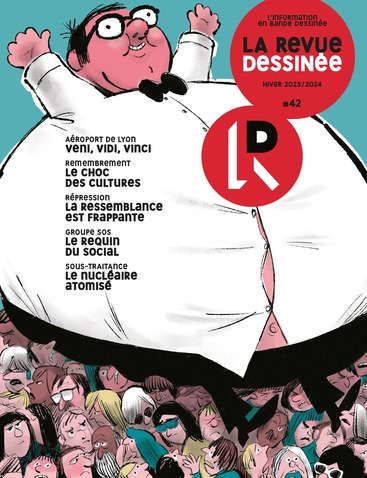 L'INFORMATION
EN BANDE DESSINÉE
LA REVUE
DESSINÉE
HIVER 2023/2024
#42
RD
AÉROPORT DE LYON
VENI, VIDI, VINCI
REMEMBREMENT
LE CHOC
DES CULTURES
RÉPRESSION
LA RESSEMBLANCE
EST FRAPPANTE
GROUPE SOS
LE REQUIN
DU SOCIAL
SOUS-TRAITANCE
LE NUCLÉAIRE
ATOMISÉ